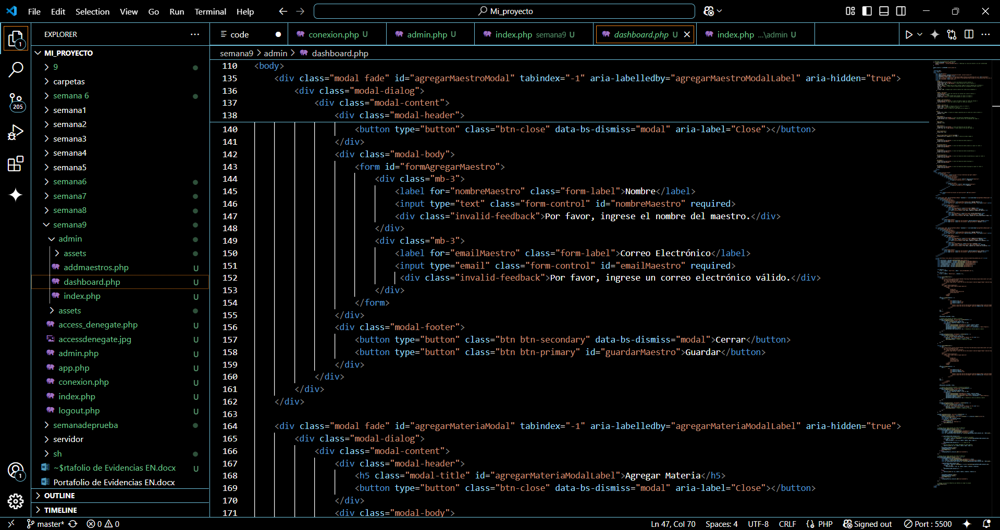 File Edit Selection View Go Run Terminal Help
Mi_proyecto
EXPLORER
MI_PROYECTO
9
carpetas
semana 6
semana1
semana2
semana3
semana4
semana5
semana6
semana7
semana8
semana9
admin
assets
addmaestros.php U
dashboard.php U
index.php U
assets
access_denegate.php U
accessdenegate.jpg U
admin.php U
app.php U
conexion.php U
index.php U
logout.php U
semanadeprueba
servidor
sh
~$rtafolio de Evidencias EN.docx U
Portafolio de Evidencias EN.docx
OUTLINE
TIMELINE
1
205
1
code conexion.php U admin.php U index.php semana9 U dashboard.php U index.php ...\admin U
semana9 > admin > dashboard.php
110 <body>
135 <div class="modal fade" id="agregarMaestroModal" tabindex="-1" aria-labelledby="agregarMaestroModalLabel" aria-hidden="true">
136 <div class="modal-dialog">
137 <div class="modal-content">
138 <div class="modal-header">
140 <button type="button" class="btn-close" data-bs-dismiss="modal" aria-label="Close"></button>
141 </div>
142 <div class="modal-body">
143 <form id="formAgregarMaestro">
144 <div class="mb-3">
145 <label for="nombreMaestro" class="form-label">Nombre</label>
146 <input type="text" class="form-control" id="nombreMaestro" required>
147 <div class="invalid-feedback">Por favor, ingrese el nombre del maestro.</div>
148 </div>
149 <div class="mb-3">
150 <label for="emailMaestro" class="form-label">Correo Electrónico</label>
151 <input type="email" class="form-control" id="emailMaestro" required>
152 <div class="invalid-feedback">Por favor, ingrese un correo electrónico válido.</div>
153 </div>
154 </form>
155 </div>
156 <div class="modal-footer">
157 <button type="button" class="btn btn-secondary" data-bs-dismiss="modal">Cerrar</button>
158 <button type="button" class="btn btn-primary" id="guardarMaestro">Guardar</button>
159 </div>
160 </div>
161 </div>
162 </div>
163
164 <div class="modal fade" id="agregarMateriaModal" tabindex="-1" aria-labelledby="agregarMateriaModalLabel" aria-hidden="true">
165 <div class="modal-dialog">
166 <div class="modal-content">
167 <div class="modal-header">
168 <h5 class="modal-title" id="agregarMateriaModalLabel">Agregar Materia</h5>
169 <button type="button" class="btn-close" data-bs-dismiss="modal" aria-label="Close"></button>
170 </div>
171 <div class="modal-body">
master* 0 0 Ln 47, Col 70 Spaces: 4 UTF-8 CRLF PHP Signed out Port : 5500